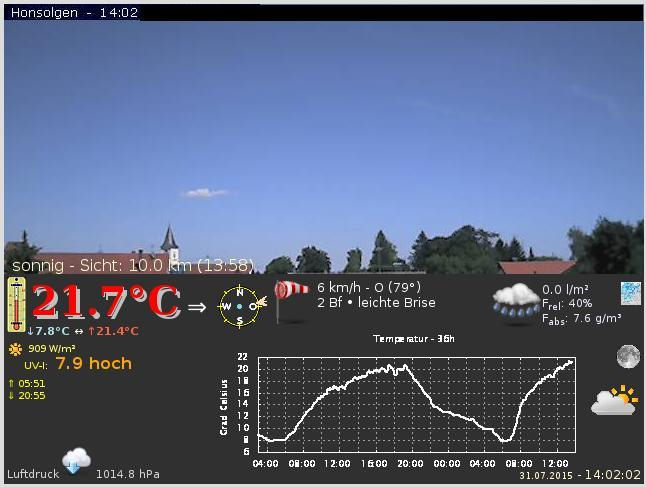 Honsolgen - 14:02
sonnig - Sicht: 10.0 km (13:58)
21.7°C ⇒
N
W O
S
6 km/h - O (79°)
2 Bf • leichte Brise
0.0 l/m²
Frel: 40%
Fabs: 7.6 g/m³
↓7.8°C ↔ ↑21.4°C
909 W/m²
UV-I: 7.9 hoch
⇑ 05:51
⇓ 20:55
Temperatur - 36h
Grad Celsius
22
20
18
16
14
12
10
8
6
04:00 08:00 12:00 16:00 20:00 00:00 04:00 08:00 12:00
Luftdruck 1014.8 hPa
31.07.2015 - 14:02:02